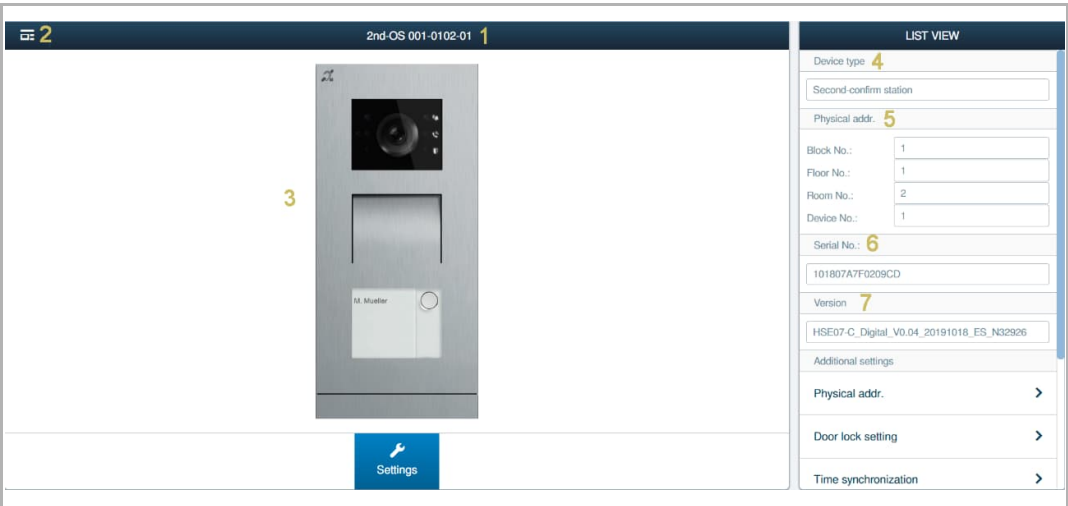 2
2nd-OS 001-0102-01 1
3
M. Mueller
Settings
LIST VIEW
Device type 4
Second-confirm station
Physical addr. 5
Block No.: 1
Floor No.: 1
Room No.: 2
Device No.: 1
Serial No.: 6
101807A7F0209CD
Version 7
HSE07-C_Digital_V0.04_20191018_ES_N32926
Additional settings
Physical addr.
Door lock setting
Time synchronization